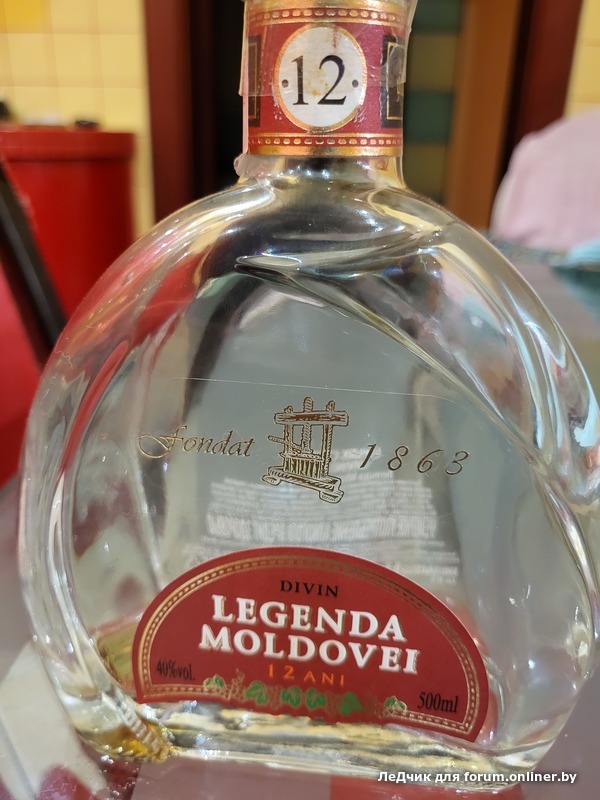 ·12·
Fondat 1863
DIVIN
LEGENDA
MOLDOVEI
12 ANI
40%vol.
500ml
ЛеДчик для forum.onliner.by